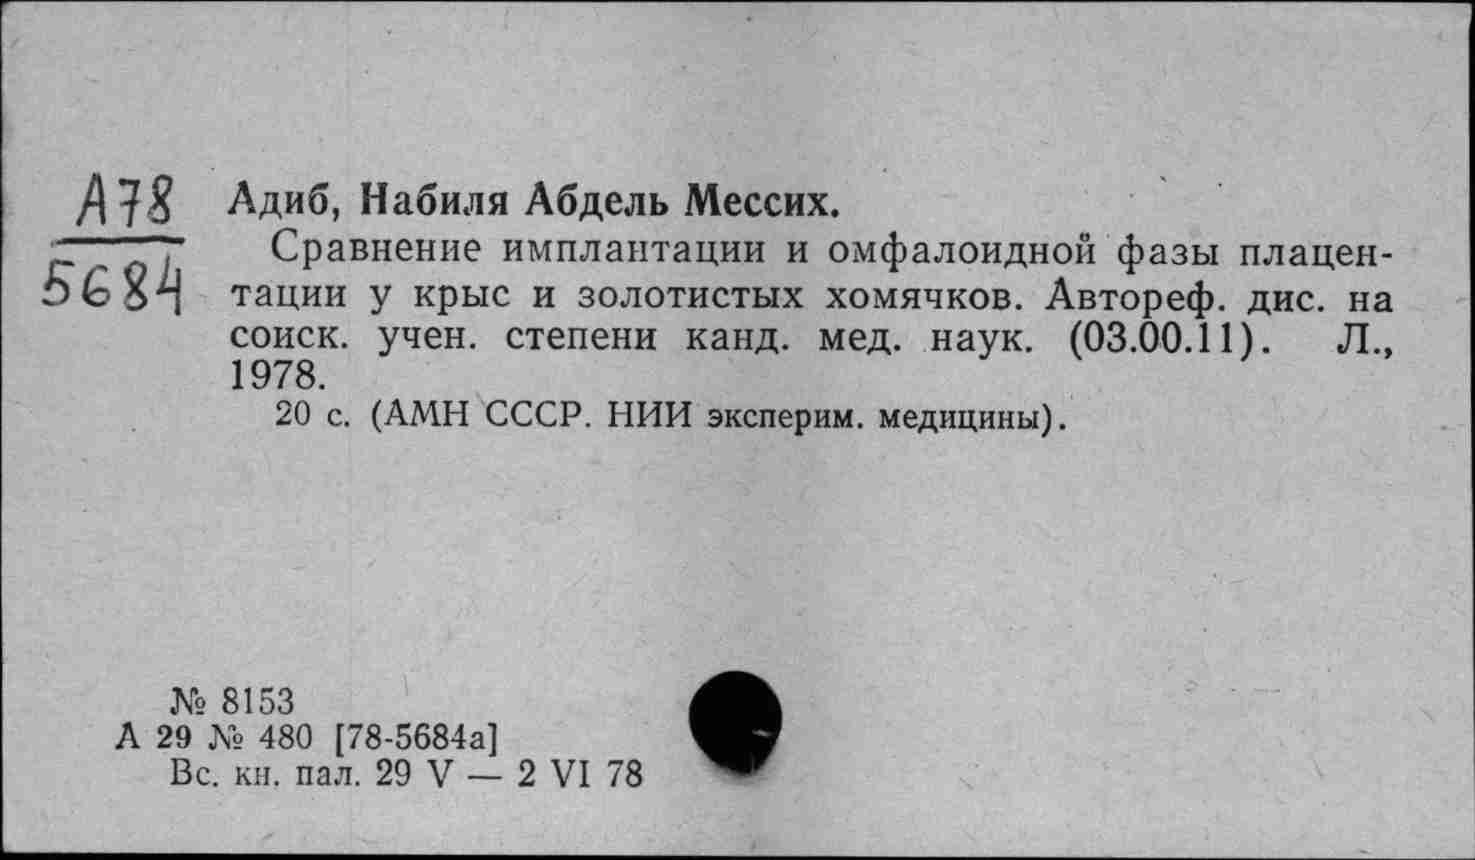 А78
5684
Адиб, Набиля Абдель Мессих.
Сравнение имплантации и омфалоидной фазы плацен-
тации у крыс и золотистых хомячков. Автореф. дис. на
соиск. учен. степени канд. мед. наук. (03.00.11). Л.,
1978.
20 с. (АМН СССР. НИИ эксперим. медицины).
№ 8153
А 29 № 480 [78-5684а]
Вс. кн. пал. 29 V — 2 VI 78